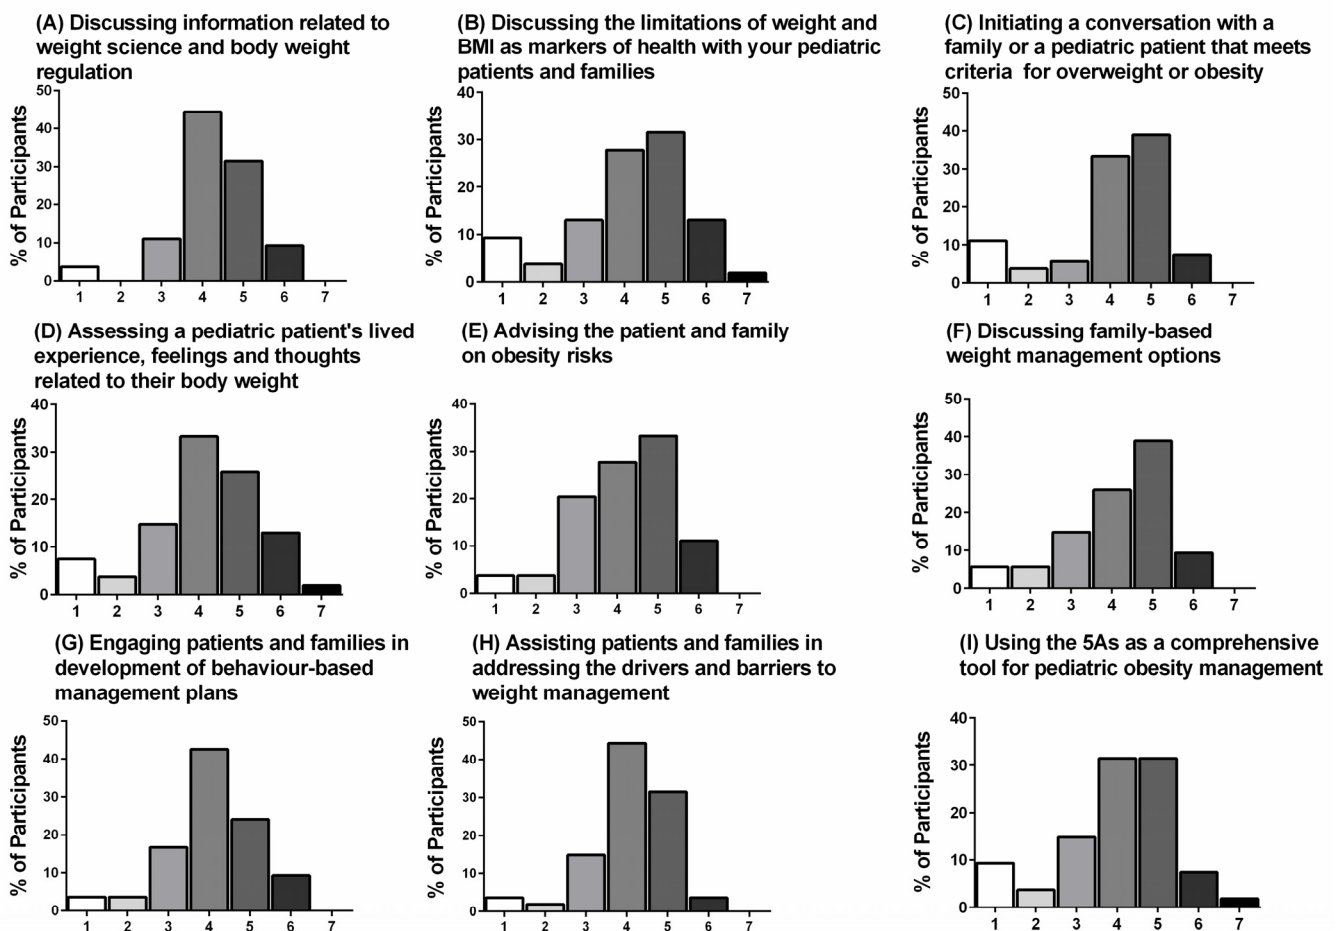 (A) Discussing information related to
weight science and body weight
regulation
% of Participants
50
40
30
20
10
0
1 2 3 4 5 6 7
(B) Discussing the limitations of weight and
BMI as markers of health with your pediatric
patients and families
% of Participants
40
30
20
10
0
1 2 3 4 5 6 7
(C) Initiating a conversation with a
family or a pediatric patient that meets
criteria for overweight or obesity
% of Participants
50
40
30
20
10
0
1 2 3 4 5 6 7
(D) Assessing a pediatric patient's lived
experience, feelings and thoughts
related to their body weight
% of Participants
40
30
20
10
0
1 2 3 4 5 6 7
(E) Advising the patient and family
on obesity risks
% of Participants
40
30
20
10
0
1 2 3 4 5 6 7
(F) Discussing family-based
weight management options
% of Participants
50
40
30
20
10
0
1 2 3 4 5 6 7
(G) Engaging patients and families in
development of behaviour-based
management plans
% of Participants
50
40
30
20
10
0
1 2 3 4 5 6 7
(H) Assisting patients and families in
addressing the drivers and barriers to
weight management
% of Participants
50
40
30
20
10
0
1 2 3 4 5 6 7
(I) Using the 5As as a comprehensive
tool for pediatric obesity management
% of Participants
40
30
20
10
0
1 2 3 4 5 6 7